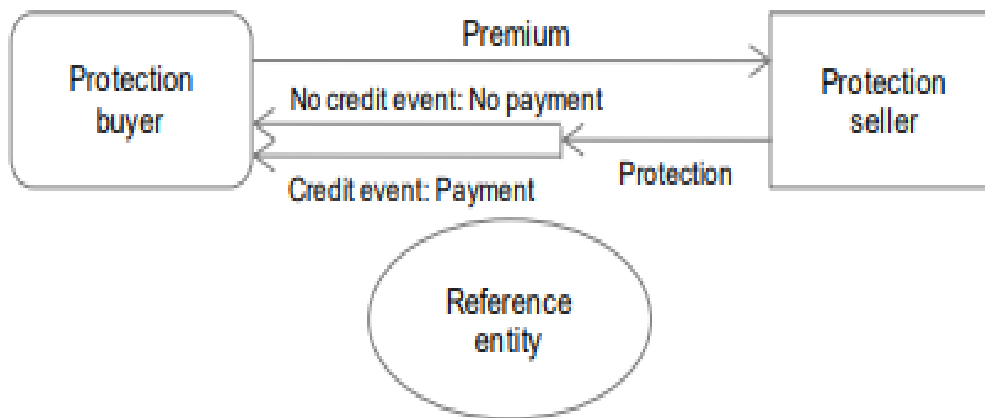 Premium
Protection
buyer
No credit event: No payment
Protection
seller
Protection
Credit event: Payment
Reference
entity